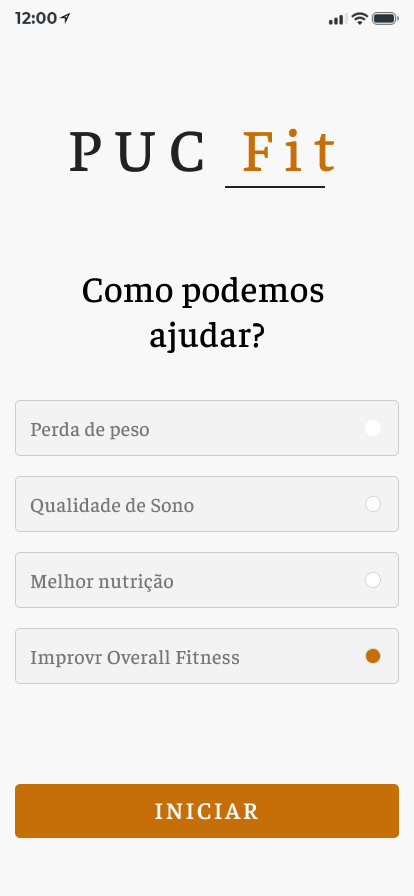 12:00
PUC Fit
Como podemos
ajudar?
Perda de peso
Qualidade de Sono
Melhor nutrição
Improvr Overall Fitness
INICIAR